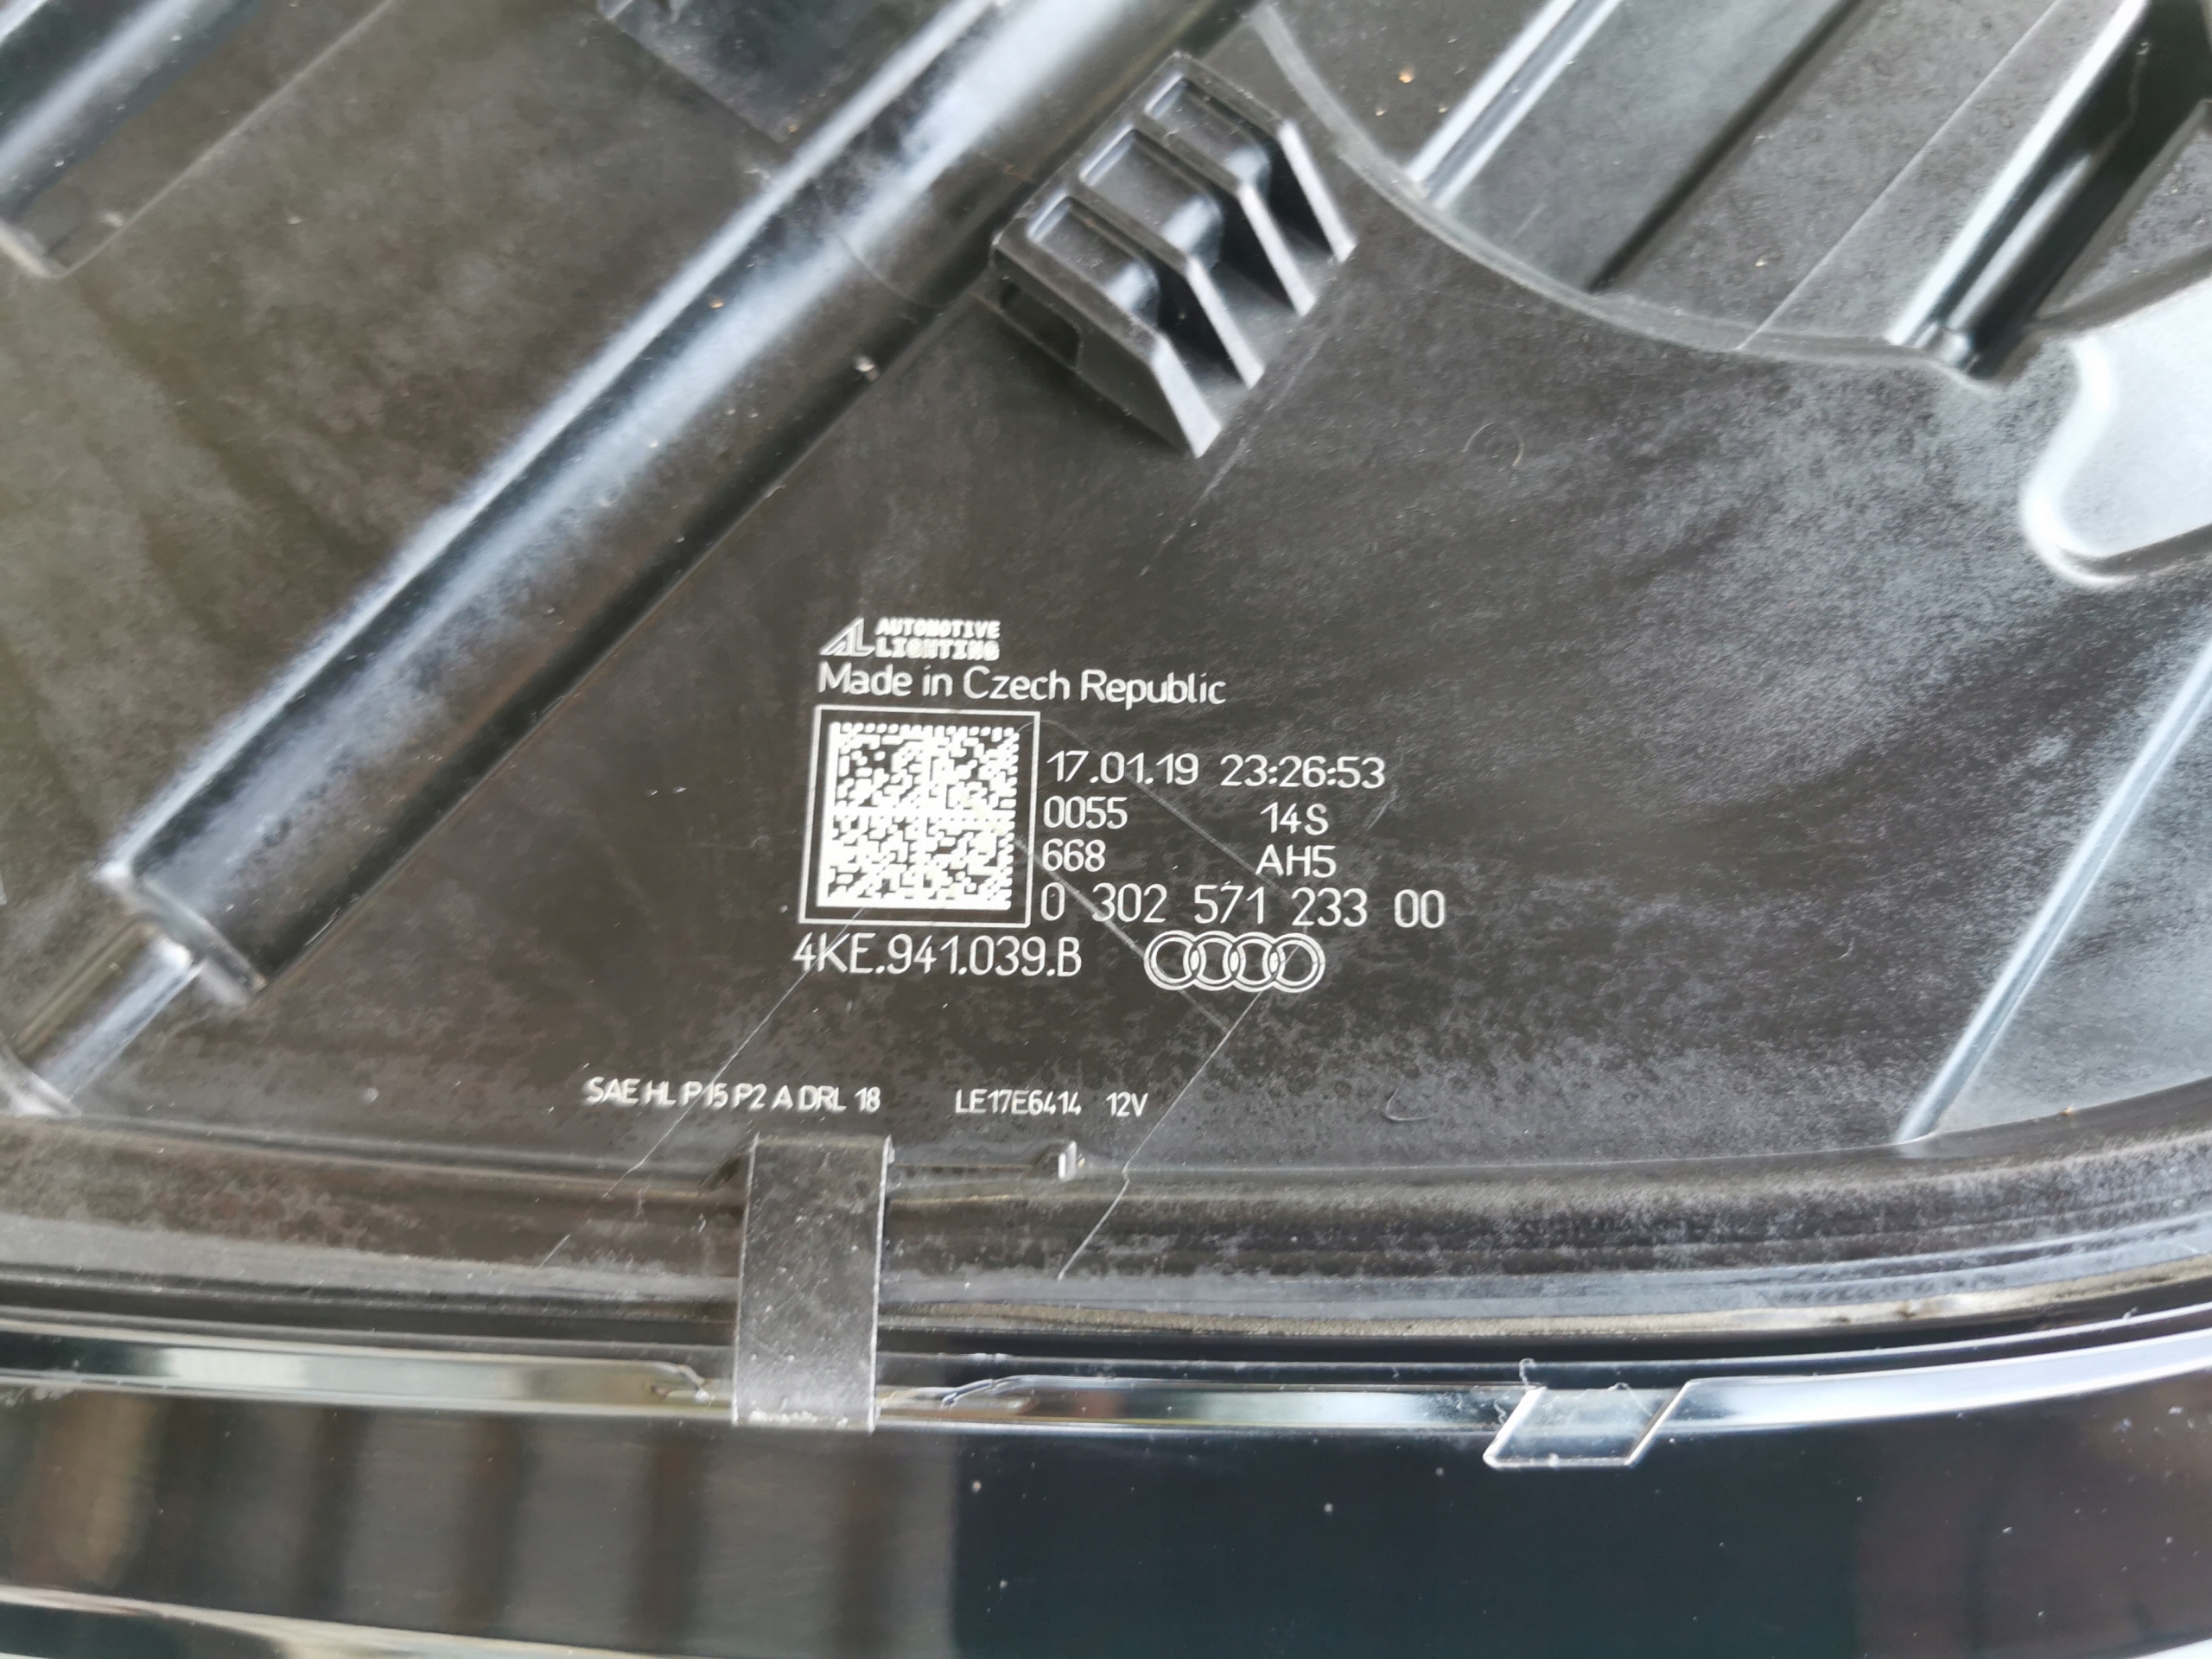 AUTOMOTIVE
LIGHTING
Made in Czech Republic
17.01.19 23:26:53
0055 14S
668 AH5
0 302 571 233 00
4KE.941.039.B
SAE HL P15 P2 A DRL 18 LE17E6414 12V